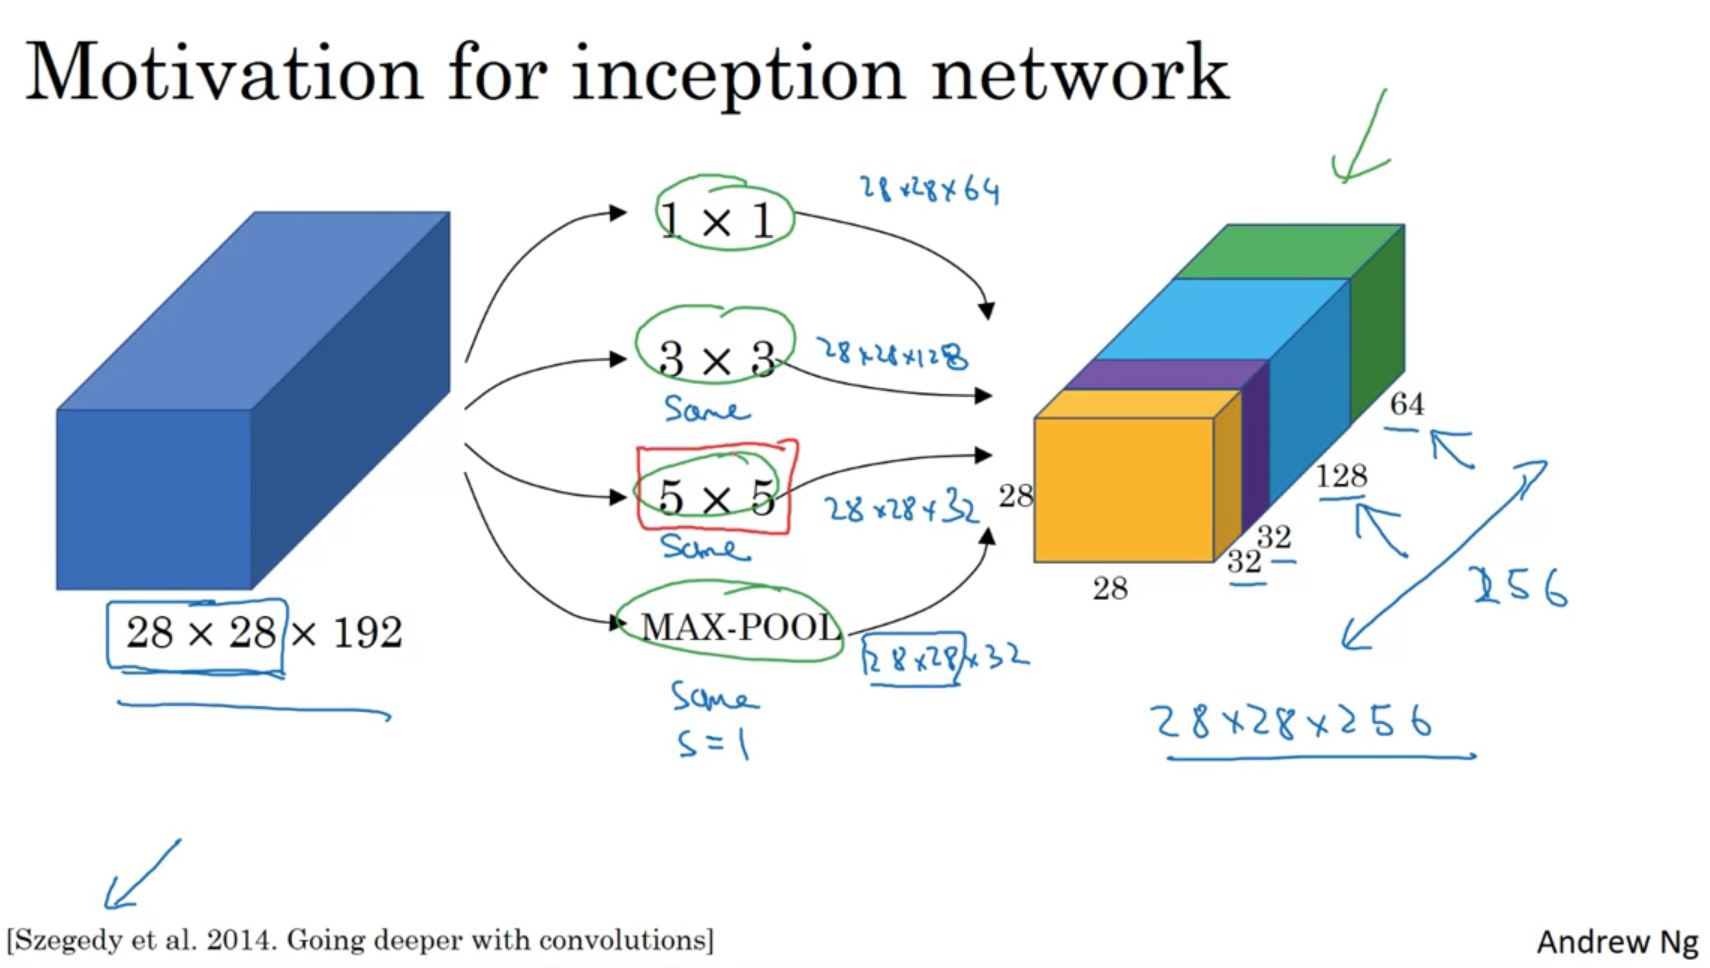 Motivation for inception network
28×28×64
1 × 1
3 × 3
28×28×128
Same
5 × 5
28×28×32
Same
MAX-POOL
28×28×32
Same
s=1
28 × 28 × 192
28
28
32
32
128
64
256
28×28×256
[Szegedy et al. 2014. Going deeper with convolutions]
Andrew Ng